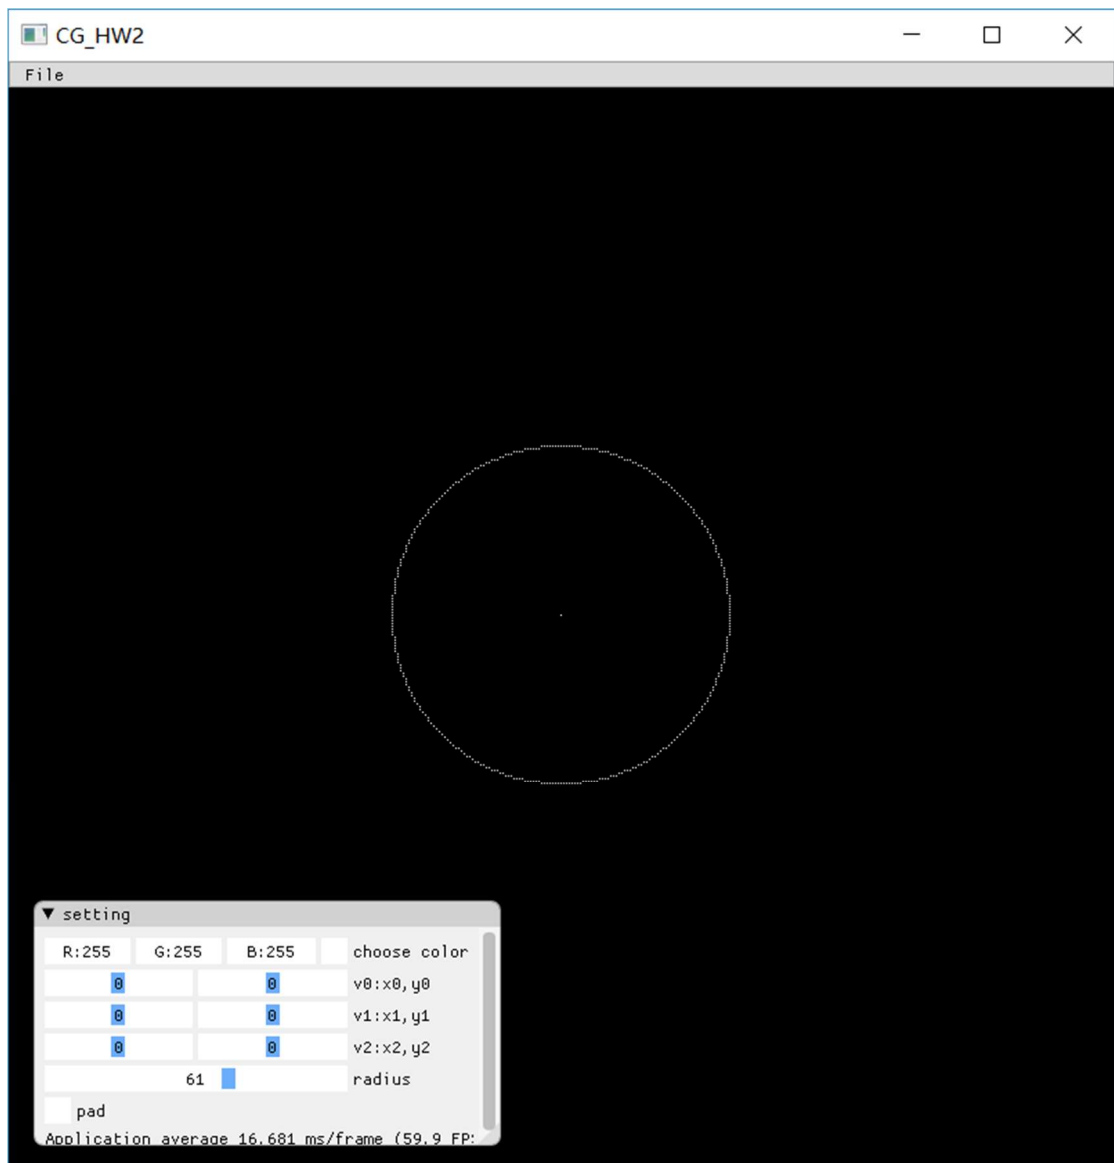 CG_HW2
File
▼ setting
R:255 G:255 B:255 choose color
0 0 v0:x0,y0
0 0 v1:x1,y1
0 0 v2:x2,y2
61 radius
pad
Application average 16.681 ms/frame (59.9 FPS